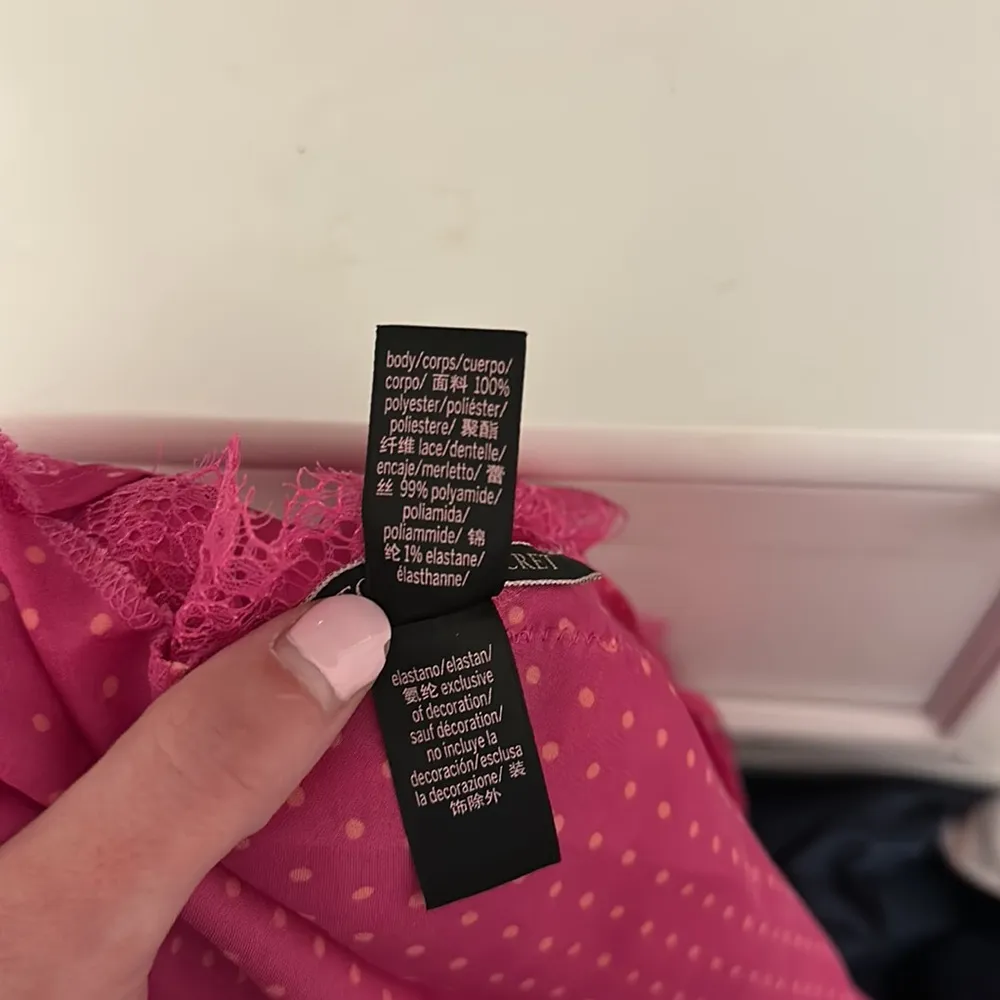 body/corps/cuerpo/
corpo/ 面料 100%
polyester/poliéster/
poliestere/ 聚酯
纤维 lace/dentelle/
encaje/merletto/ 蕾
丝 99% polyamide/
poliamida/
poliammide/ 锦
纶 1% elastane/
élasthanne/
CRET
elastano/elastan/
氨纶 exclusive
of decoration/
sauf décoration/
no incluye la
decoración/esclusa
la decorazione/ 装
饰除外